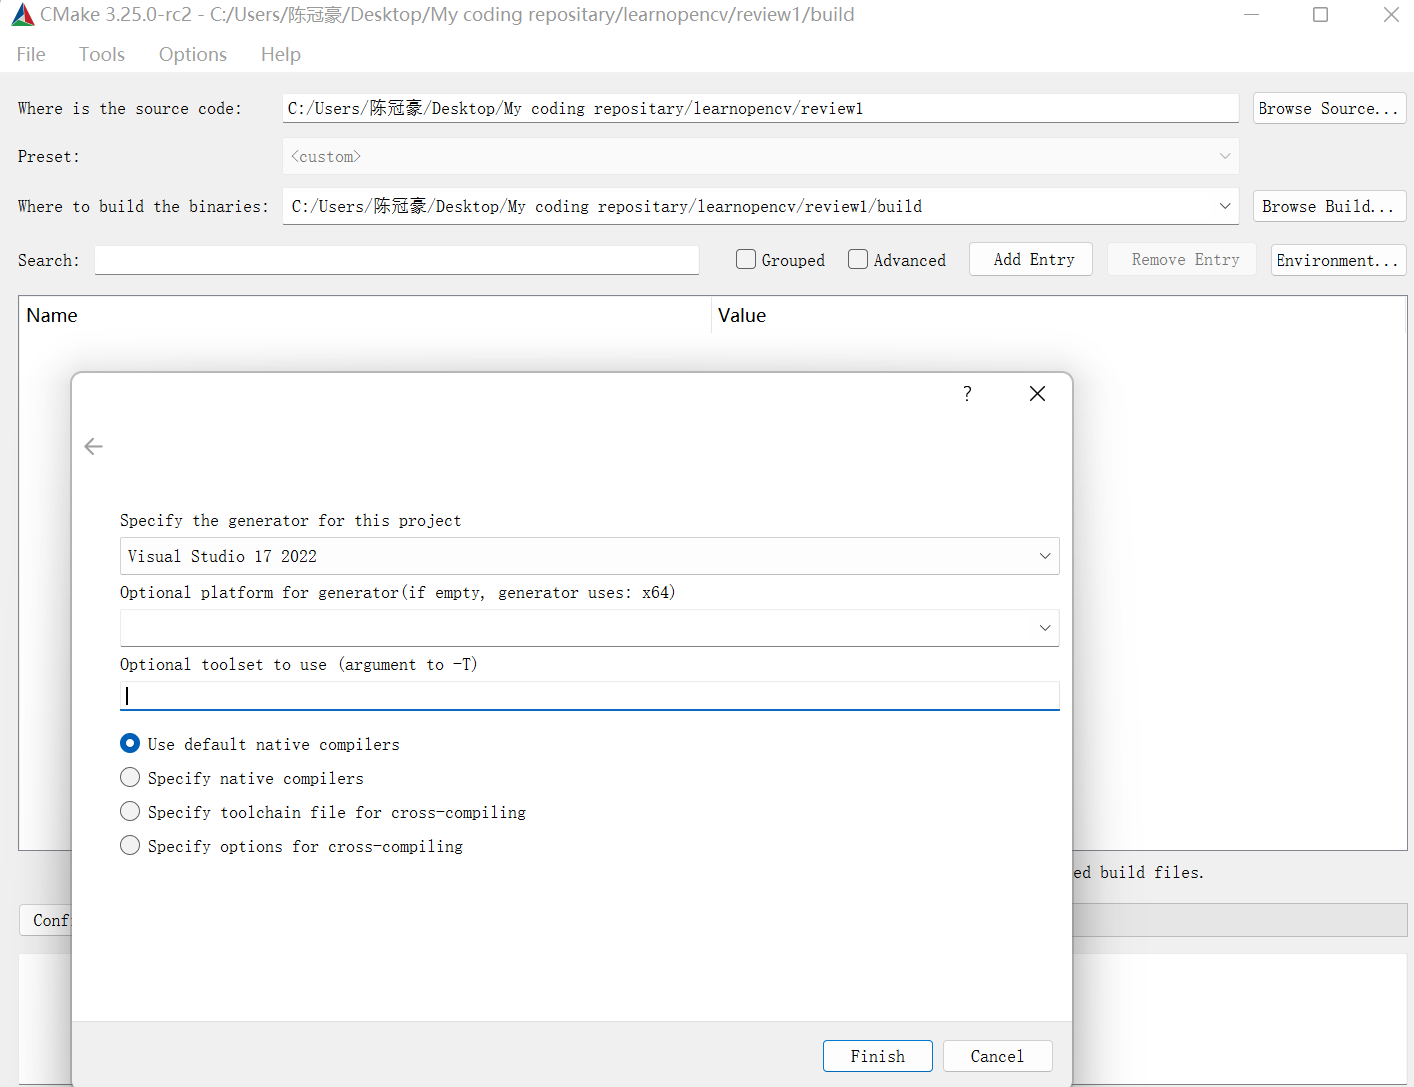 CMake 3.25.0-rc2 - C:/Users/陈冠豪/Desktop/My coding repositary/learnopencv/review1/build
File Tools Options Help
Where is the source code: C:/Users/陈冠豪/Desktop/My coding repositary/learnopencv/review1 Browse Source...
Preset: <custom>
Where to build the binaries: C:/Users/陈冠豪/Desktop/My coding repositary/learnopencv/review1/build Browse Build...
Search: Grouped Advanced Add Entry Remove Entry Environment...
Name Value
?
Specify the generator for this project
Visual Studio 17 2022
Optional platform for generator(if empty, generator uses: x64)
Optional toolset to use (argument to -T)
Use default native compilers
Specify native compilers
Specify toolchain file for cross-compiling
Specify options for cross-compiling
ed build files.
Conf
Finish Cancel